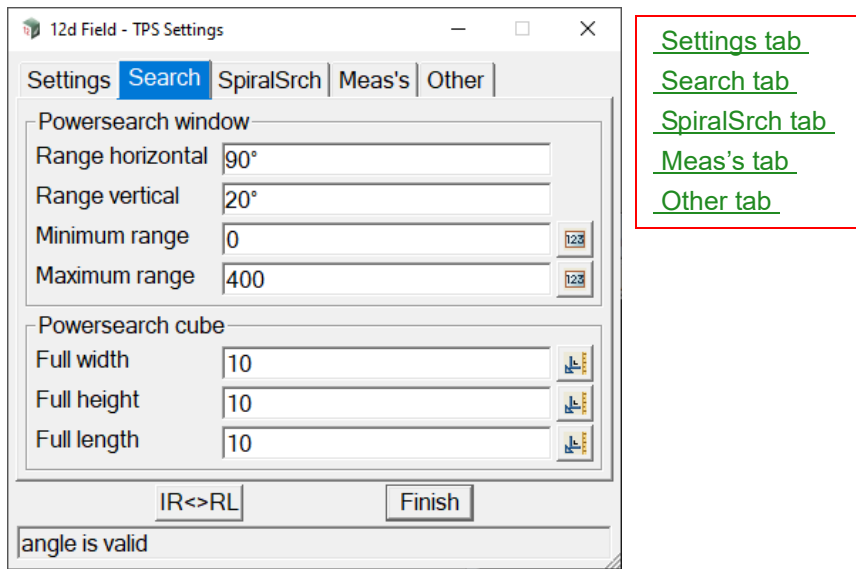 12d Field - TPS Settings
Settings Search SpiralSrch Meas's Other
Powersearch window
Range horizontal 90°
Range vertical 20°
Minimum range 0 123
Maximum range 400 123
Powersearch cube
Full width 10
Full height 10
Full length 10
IR<>RL Finish
angle is valid
Settings tab
Search tab
SpiralSrch tab
Meas’s tab
Other tab